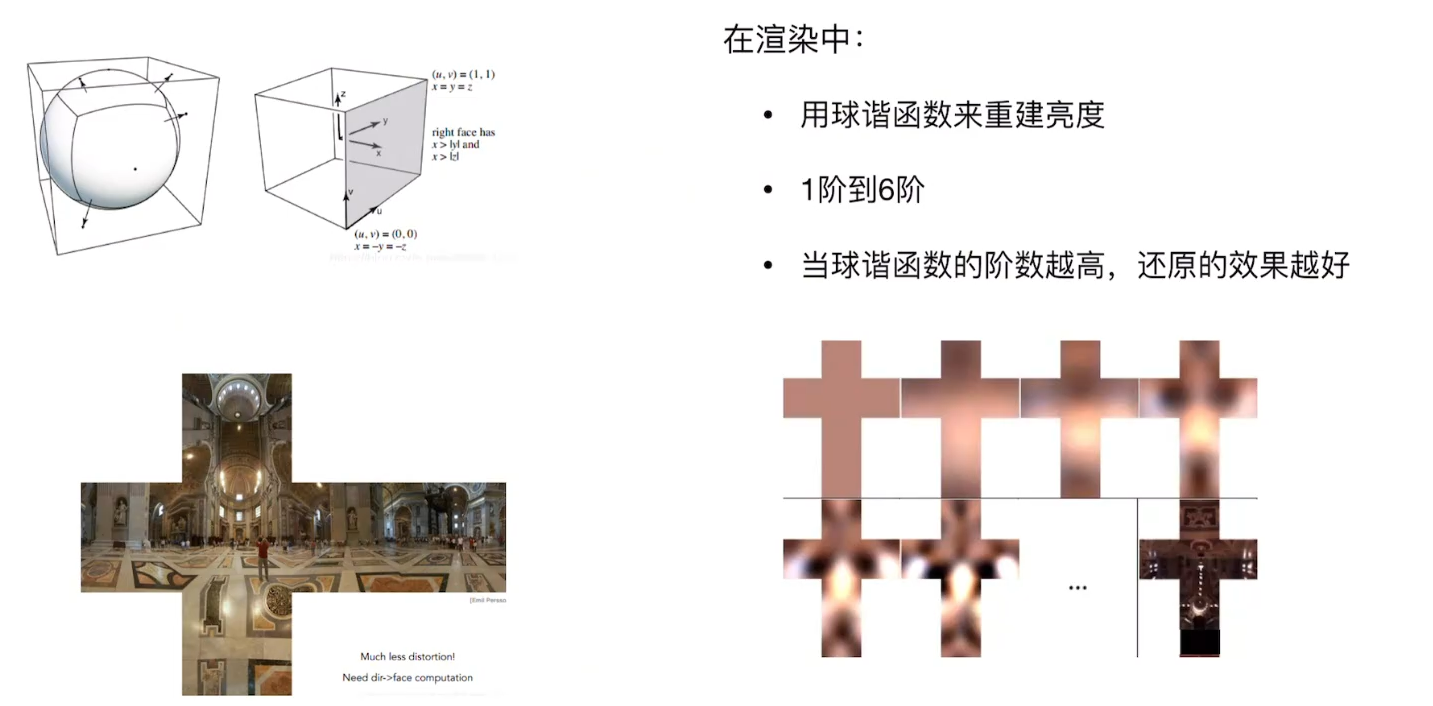 (u, v) = (1, 1)
x = y = z
z
y
x
right face has
x > |y| and
x > |z|
v
u
(u, v) = (0, 0)
x = −y = −z
[Emil Persson
Much less distortion!
Need dir->face computation
在渲染中：
• 用球谐函数来重建亮度
• 1阶到6阶
• 当球谐函数的阶数越高，还原的效果越好
...